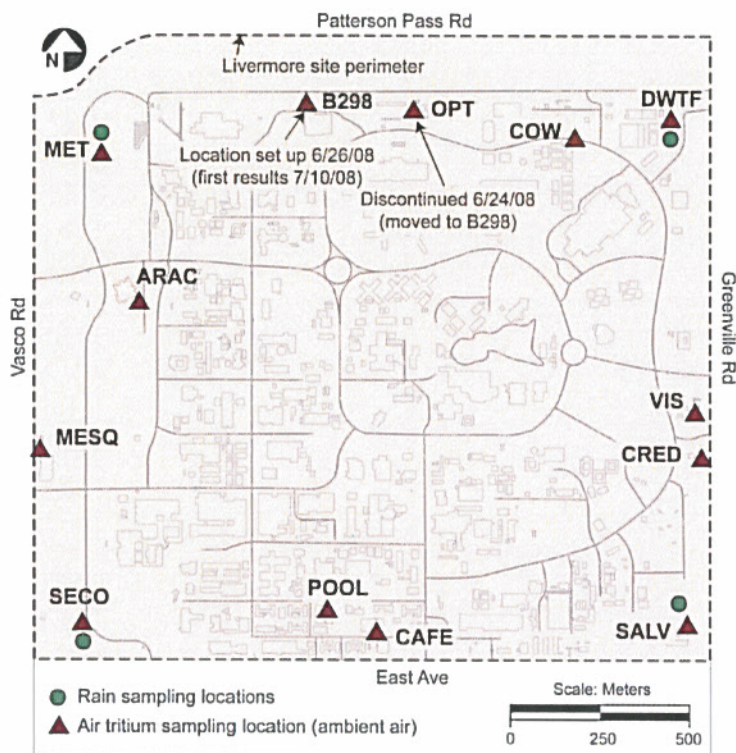 Patterson Pass Rd
N
Livermore site perimeter
B298
OPT
DWTF
COW
MET
Location set up 6/26/08
(first results 7/10/08)
Discontinued 6/24/08
(moved to B298)
ARAC
Vasco Rd
Greenville Rd
VIS
MESQ
CRED
SECO
POOL
CAFE
SALV
East Ave
Rain sampling locations
Air tritium sampling location (ambient air)
Scale: Meters
0 250 500